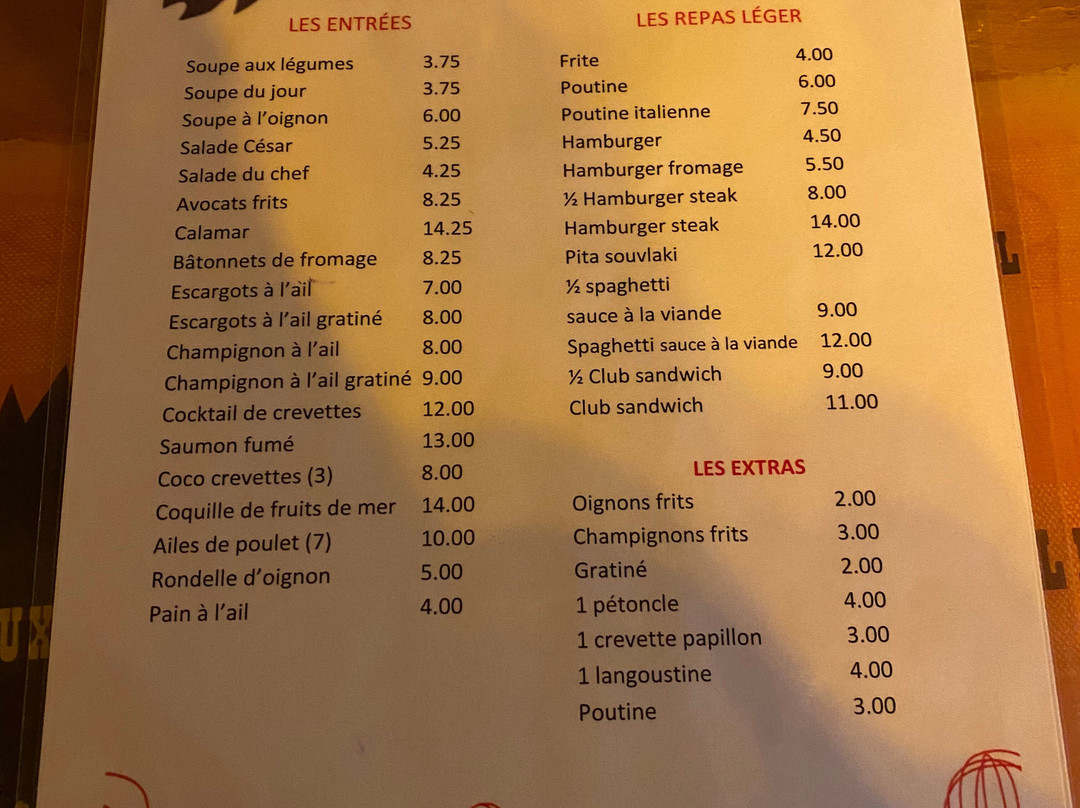 LES ENTRÉES
Soupe aux légumes 3.75
Soupe du jour 3.75
Soupe à l'oignon 6.00
Salade César 5.25
Salade du chef 4.25
Avocats frits 8.25
Calamar 14.25
Bâtonnets de fromage 8.25
Escargots à l'ail 7.00
Escargots à l'ail gratiné 8.00
Champignon à l'ail 8.00
Champignon à l'ail gratiné 9.00
Cocktail de crevettes 12.00
Saumon fumé 13.00
Coco crevettes (3) 8.00
Coquille de fruits de mer 14.00
Ailes de poulet (7) 10.00
Rondelle d'oignon 5.00
Pain à l'ail 4.00
LES REPAS LÉGER
Frite 4.00
Poutine 6.00
Poutine italienne 7.50
Hamburger 4.50
Hamburger fromage 5.50
½ Hamburger steak 8.00
Hamburger steak 14.00
Pita souvlaki 12.00
½ spaghetti
sauce à la viande 9.00
Spaghetti sauce à la viande 12.00
½ Club sandwich 9.00
Club sandwich 11.00
LES EXTRAS
Oignons frits 2.00
Champignons frits 3.00
Gratiné 2.00
1 pétoncle 4.00
1 crevette papillon 3.00
1 langoustine 4.00
Poutine 3.00